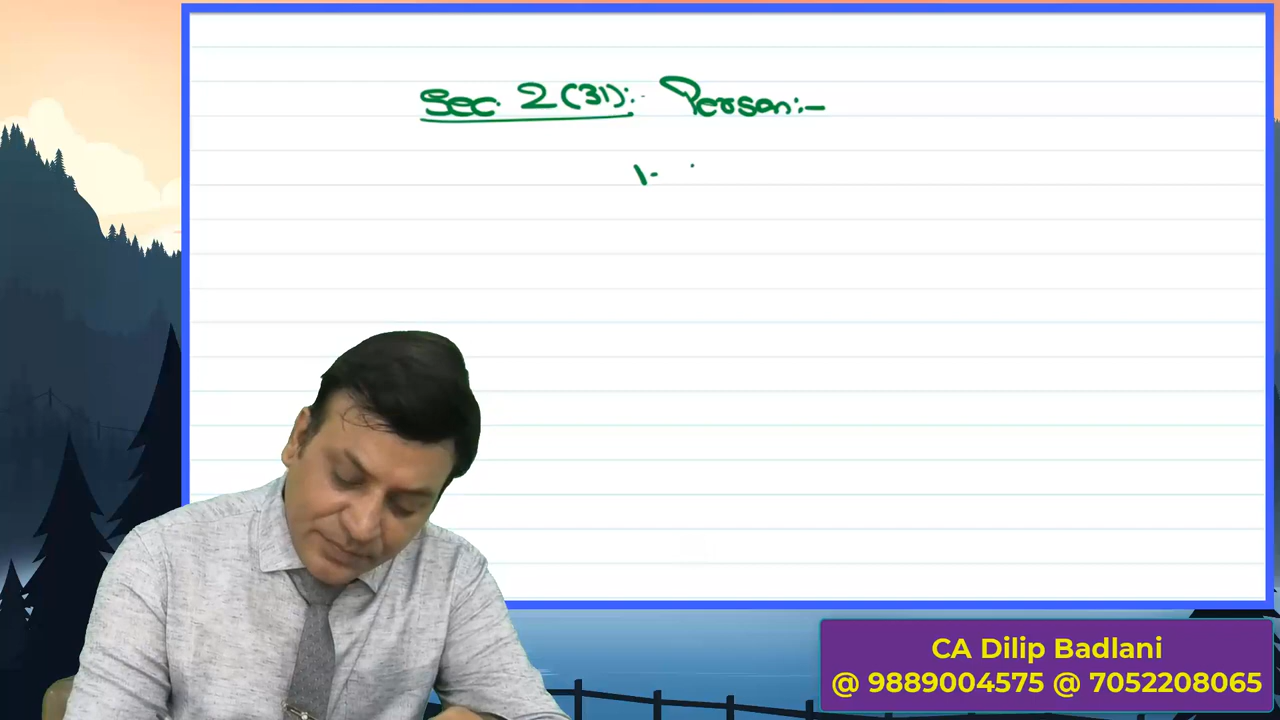 Sec. 2(31): Person:-
1.
CA Dilip Badlani
@ 9889004575 @ 7052208065